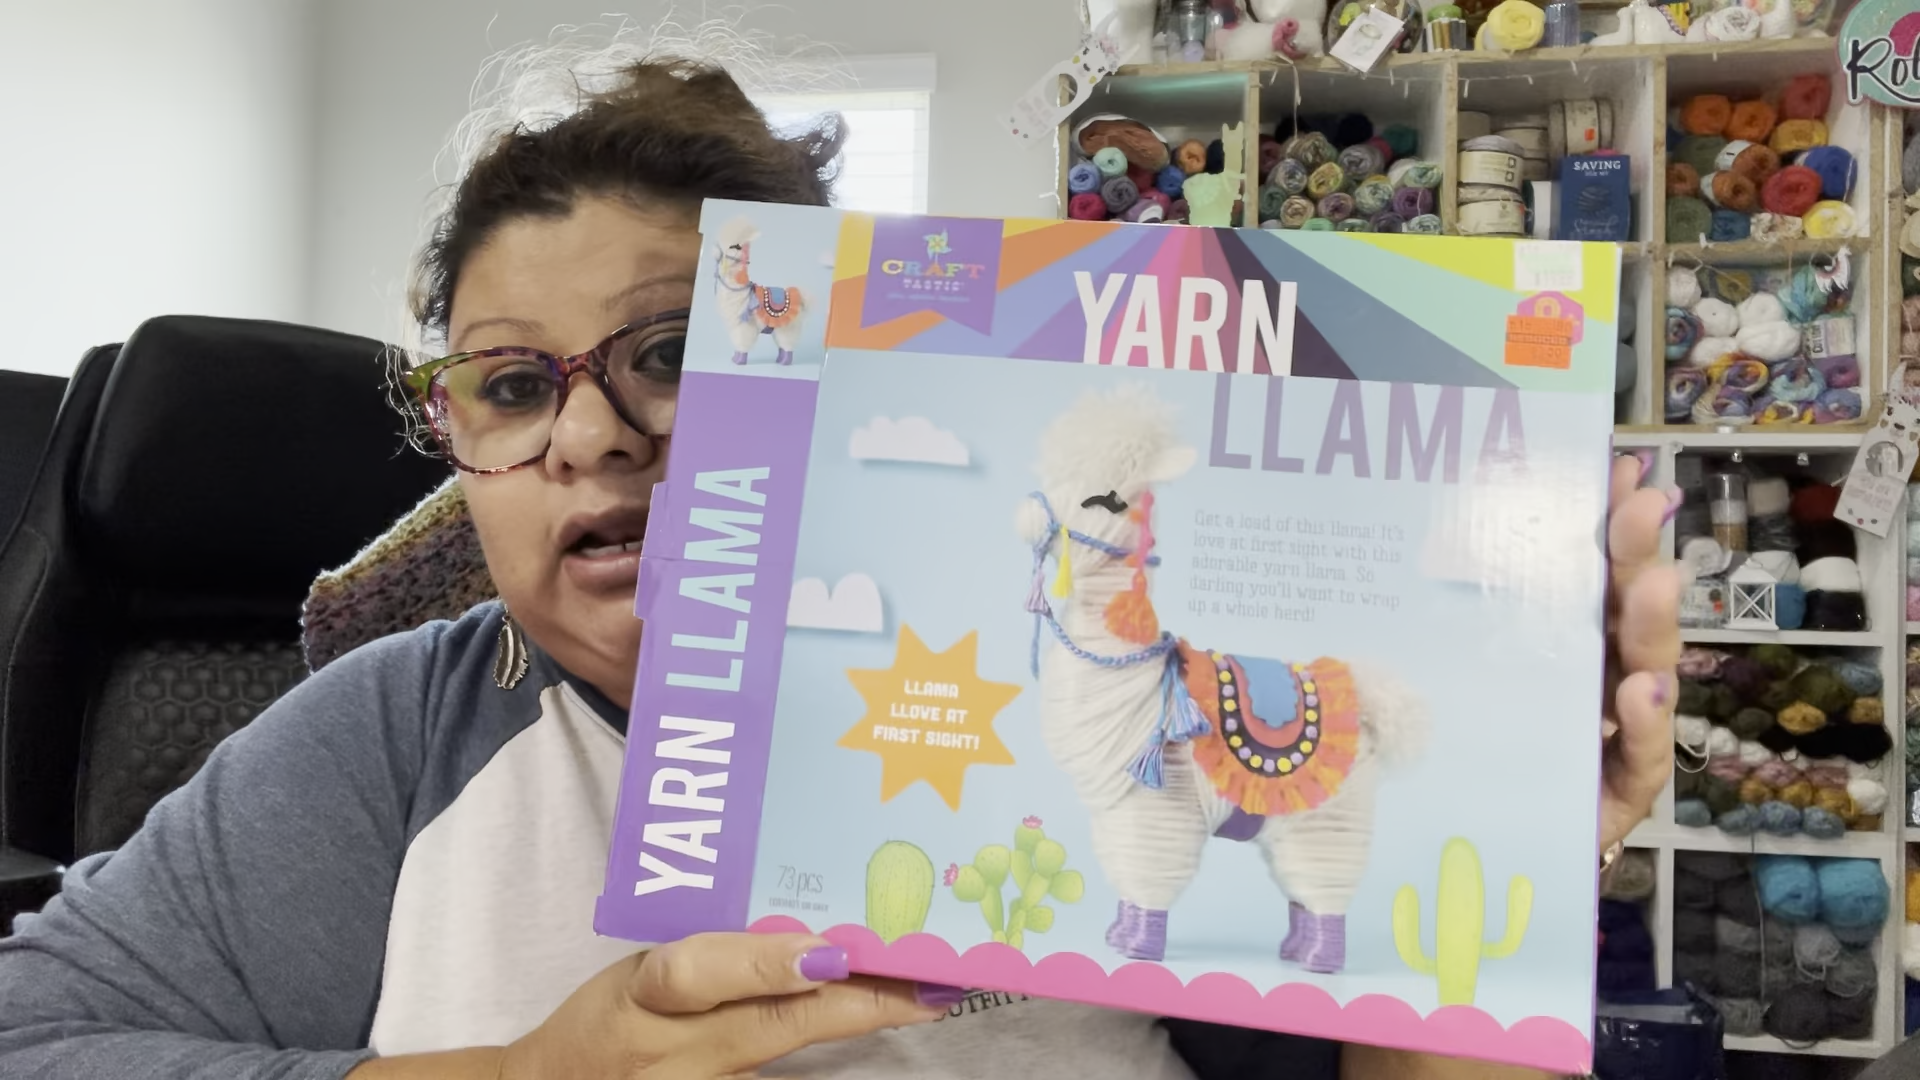 SAVING
Rol
CRAFT
TASTIC
YARN
LLAMA
Get a load of this llama! It's
love at first sight with this
adorable yarn llama. So
darling you'll want to wrap
up a whole herd!
YARN LLAMA
LLAMA
LLOVE AT
FIRST SIGHT!
73 pcs
OUTFIT